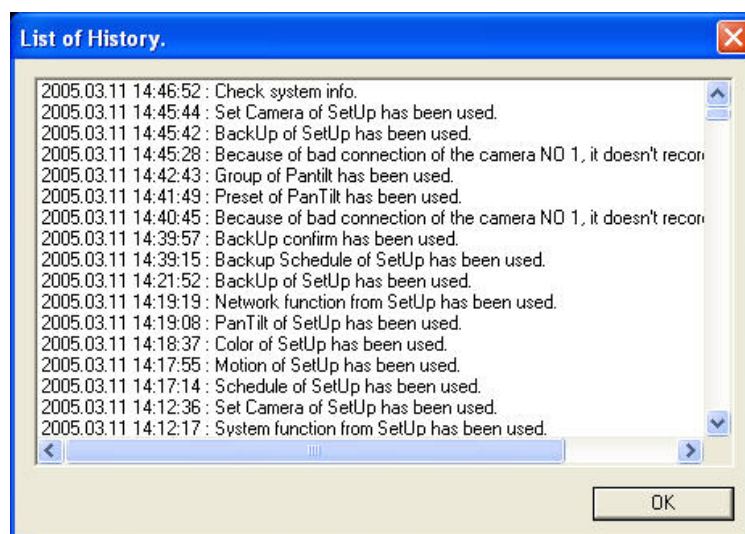 List of History.
2005.03.11 14:46:52 : Check system info.
2005.03.11 14:45:44 : Set Camera of SetUp has been used.
2005.03.11 14:45:42 : BackUp of SetUp has been used.
2005.03.11 14:45:28 : Because of bad connection of the camera NO 1, it doesn't recor
2005.03.11 14:42:43 : Group of Pantilt has been used.
2005.03.11 14:41:49 : Preset of PanTilt has been used.
2005.03.11 14:40:45 : Because of bad connection of the camera NO 1, it doesn't recor
2005.03.11 14:39:57 : BackUp confirm has been used.
2005.03.11 14:39:15 : Backup Schedule of SetUp has been used.
2005.03.11 14:21:52 : BackUp of SetUp has been used.
2005.03.11 14:19:19 : Network function from SetUp has been used.
2005.03.11 14:19:08 : PanTilt of SetUp has been used.
2005.03.11 14:18:37 : Color of SetUp has been used.
2005.03.11 14:17:55 : Motion of SetUp has been used.
2005.03.11 14:17:14 : Schedule of SetUp has been used.
2005.03.11 14:12:36 : Set Camera of SetUp has been used.
2005.03.11 14:12:17 : System function from SetUp has been used.
OK